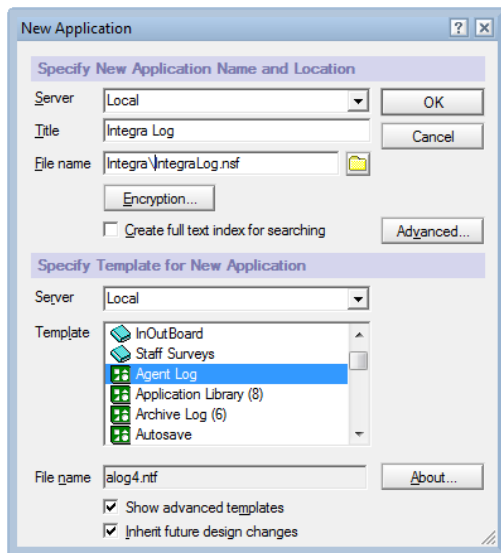 New Application
Specify New Application Name and Location
Server Local OK
Title Integra Log Cancel
File name Integra\IntegraLog.nsf
Encryption...
Create full text index for searching Advanced...
Specify Template for New Application
Server Local
Template InOutBoard
Staff Surveys
Agent Log
Application Library (8)
Archive Log (6)
Autosave
File name alog4.ntf About...
Show advanced templates
Inherit future design changes